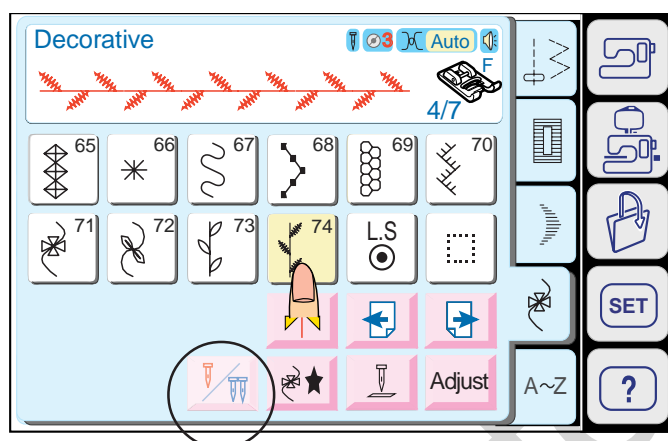 Decorative
3 Auto
F
4/7
65 66 67 68 69 70
71 72 73 74 L.S
Adjust
A~Z
SET
?